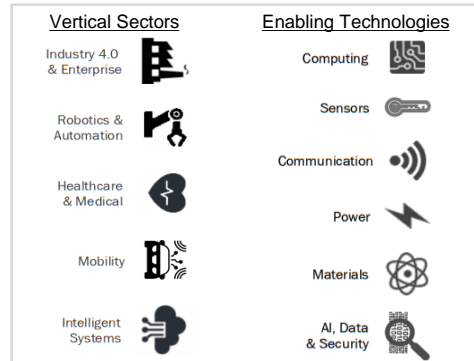 Vertical Sectors
Industry 4.0
& Enterprise
Robotics &
Automation
Healthcare
& Medical
Mobility
Intelligent
Systems
Enabling Technologies
Computing
Sensors
Communication
Power
Materials
AI, Data
& Security